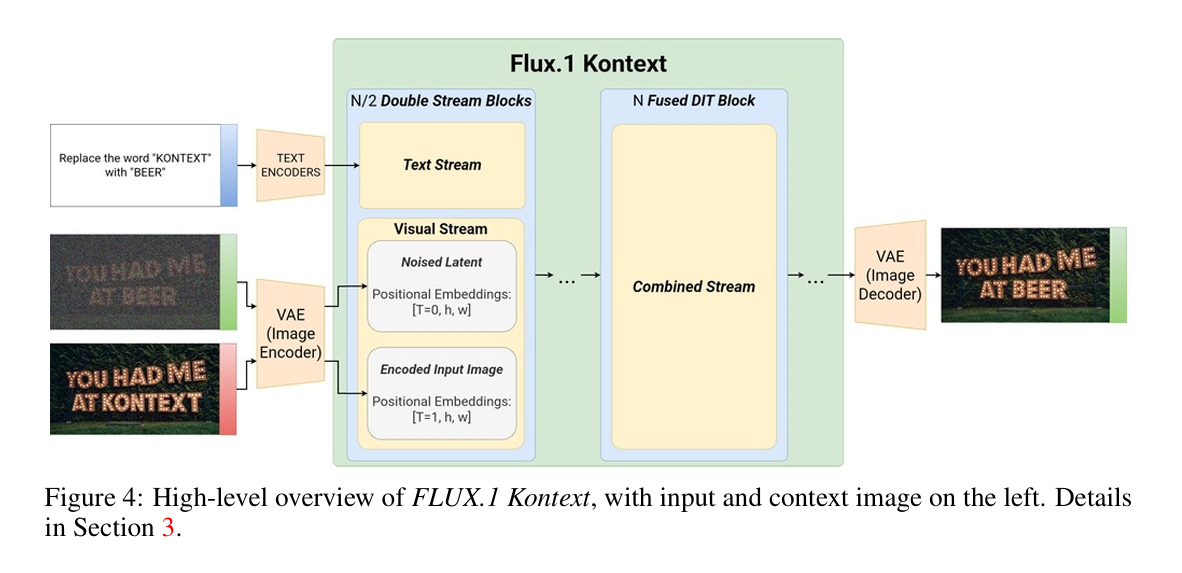 Flux.1 Kontext
N/2 Double Stream Blocks
N Fused DIT Block
Replace the word "KONTEXT"
with "BEER"
TEXT
ENCODERS
Text Stream
Visual Stream
Noised Latent
Positional Embeddings:
[T=0, h, w]
Encoded Input Image
Positional Embeddings:
[T=1, h, w]
YOU HAD ME
AT BEER
YOU HAD ME
AT KONTEXT
VAE
(Image
Encoder)
...
Combined Stream
...
VAE
(Image
Decoder)
YOU HAD ME
AT BEER
Figure 4: High-level overview of FLUX.1 Kontext, with input and context image on the left. Details
in Section 3.